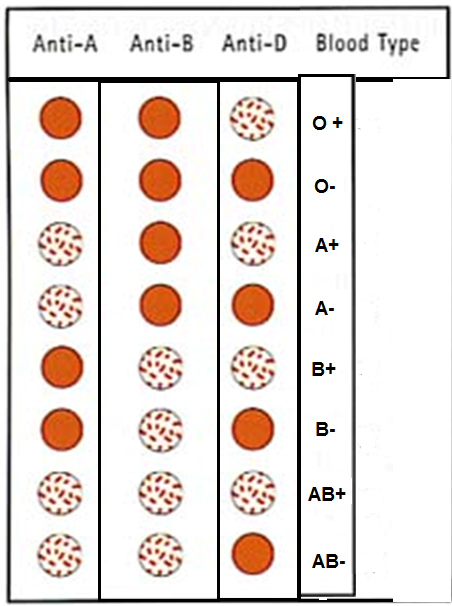 Anti-A Anti-B Anti-D Blood Type
O +
O-
A+
A-
B+
B-
AB+
AB-